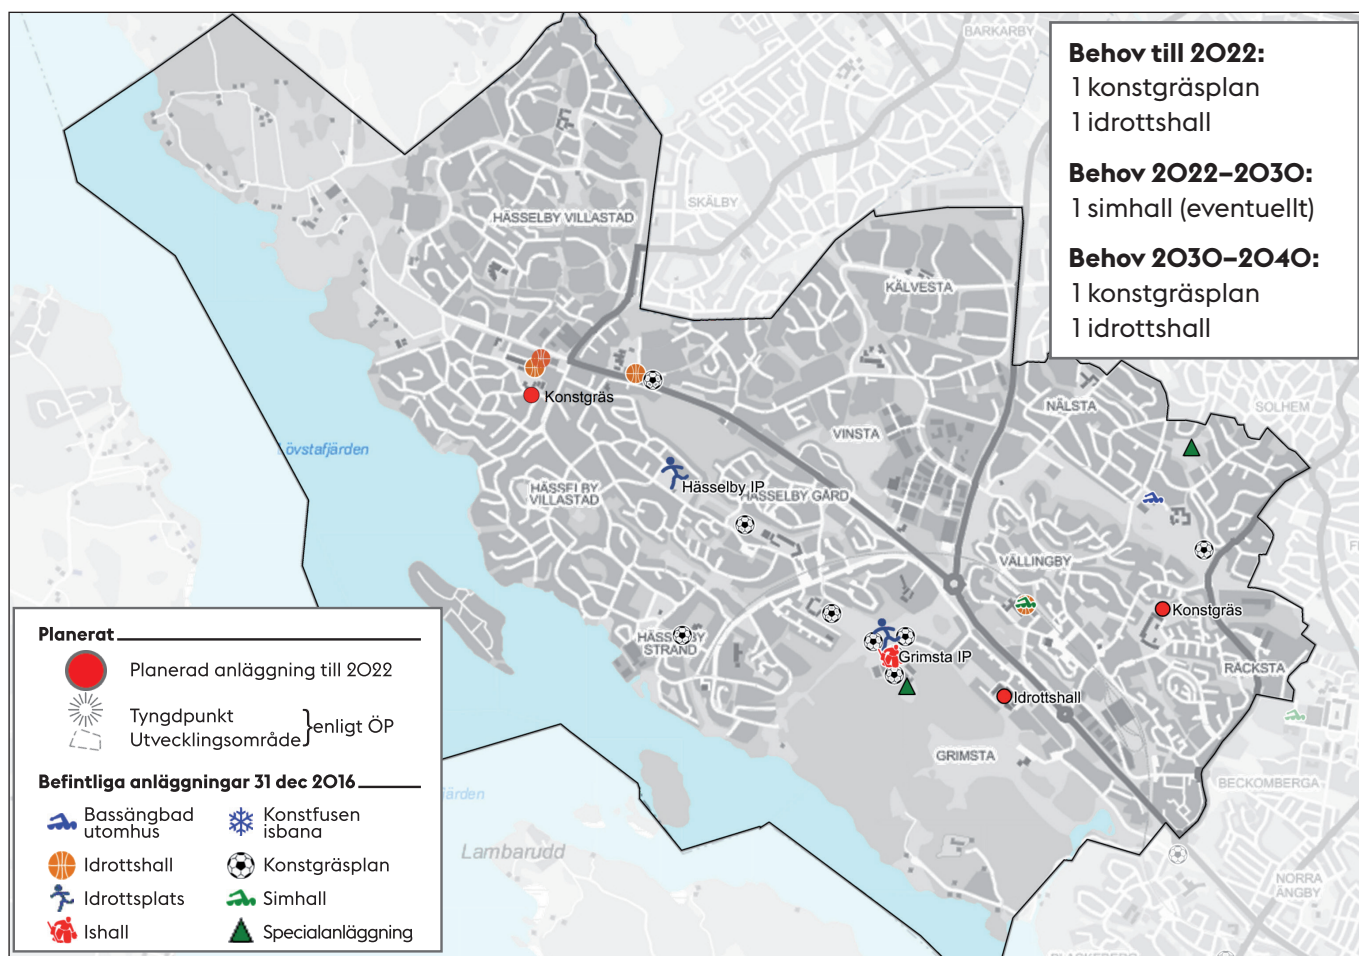 BARKARBY
Behov till 2022:
1 konstgräsplan
1 idrottshall
Behov 2022–2030:
1 simhall (eventuellt)
Behov 2030–2040:
1 konstgräsplan
1 idrottshall
SKÄLBY
HÄSSELBY VILLASTAD
KÄLVESTA
Konstgräs
NÄLSTA
SOLHEM
VINSTA
Lövstafjärden
Hässelby IP
HÄSSELBY GÅRD
HÄSSELBY
VILLASTAD
VÄLLINGBY
Konstgräs
HÄSSELBY
STRAND
Grimsta IP
RÅCKSTA
Idrottshall
GRIMSTA
BECKOMBERGA
Lambarudd
NORRA
ÄNGBY
BLACKEBERG
Planerat
Planerad anläggning till 2022
Tyngdpunkt
Utvecklingsområde } enligt ÖP
Befintliga anläggningar 31 dec 2016
Bassängbad
utomhus
Konstfusen
isbana
Idrottshall
Konstgräsplan
Idrottsplats
Simhall
Ishall
Specialanläggning